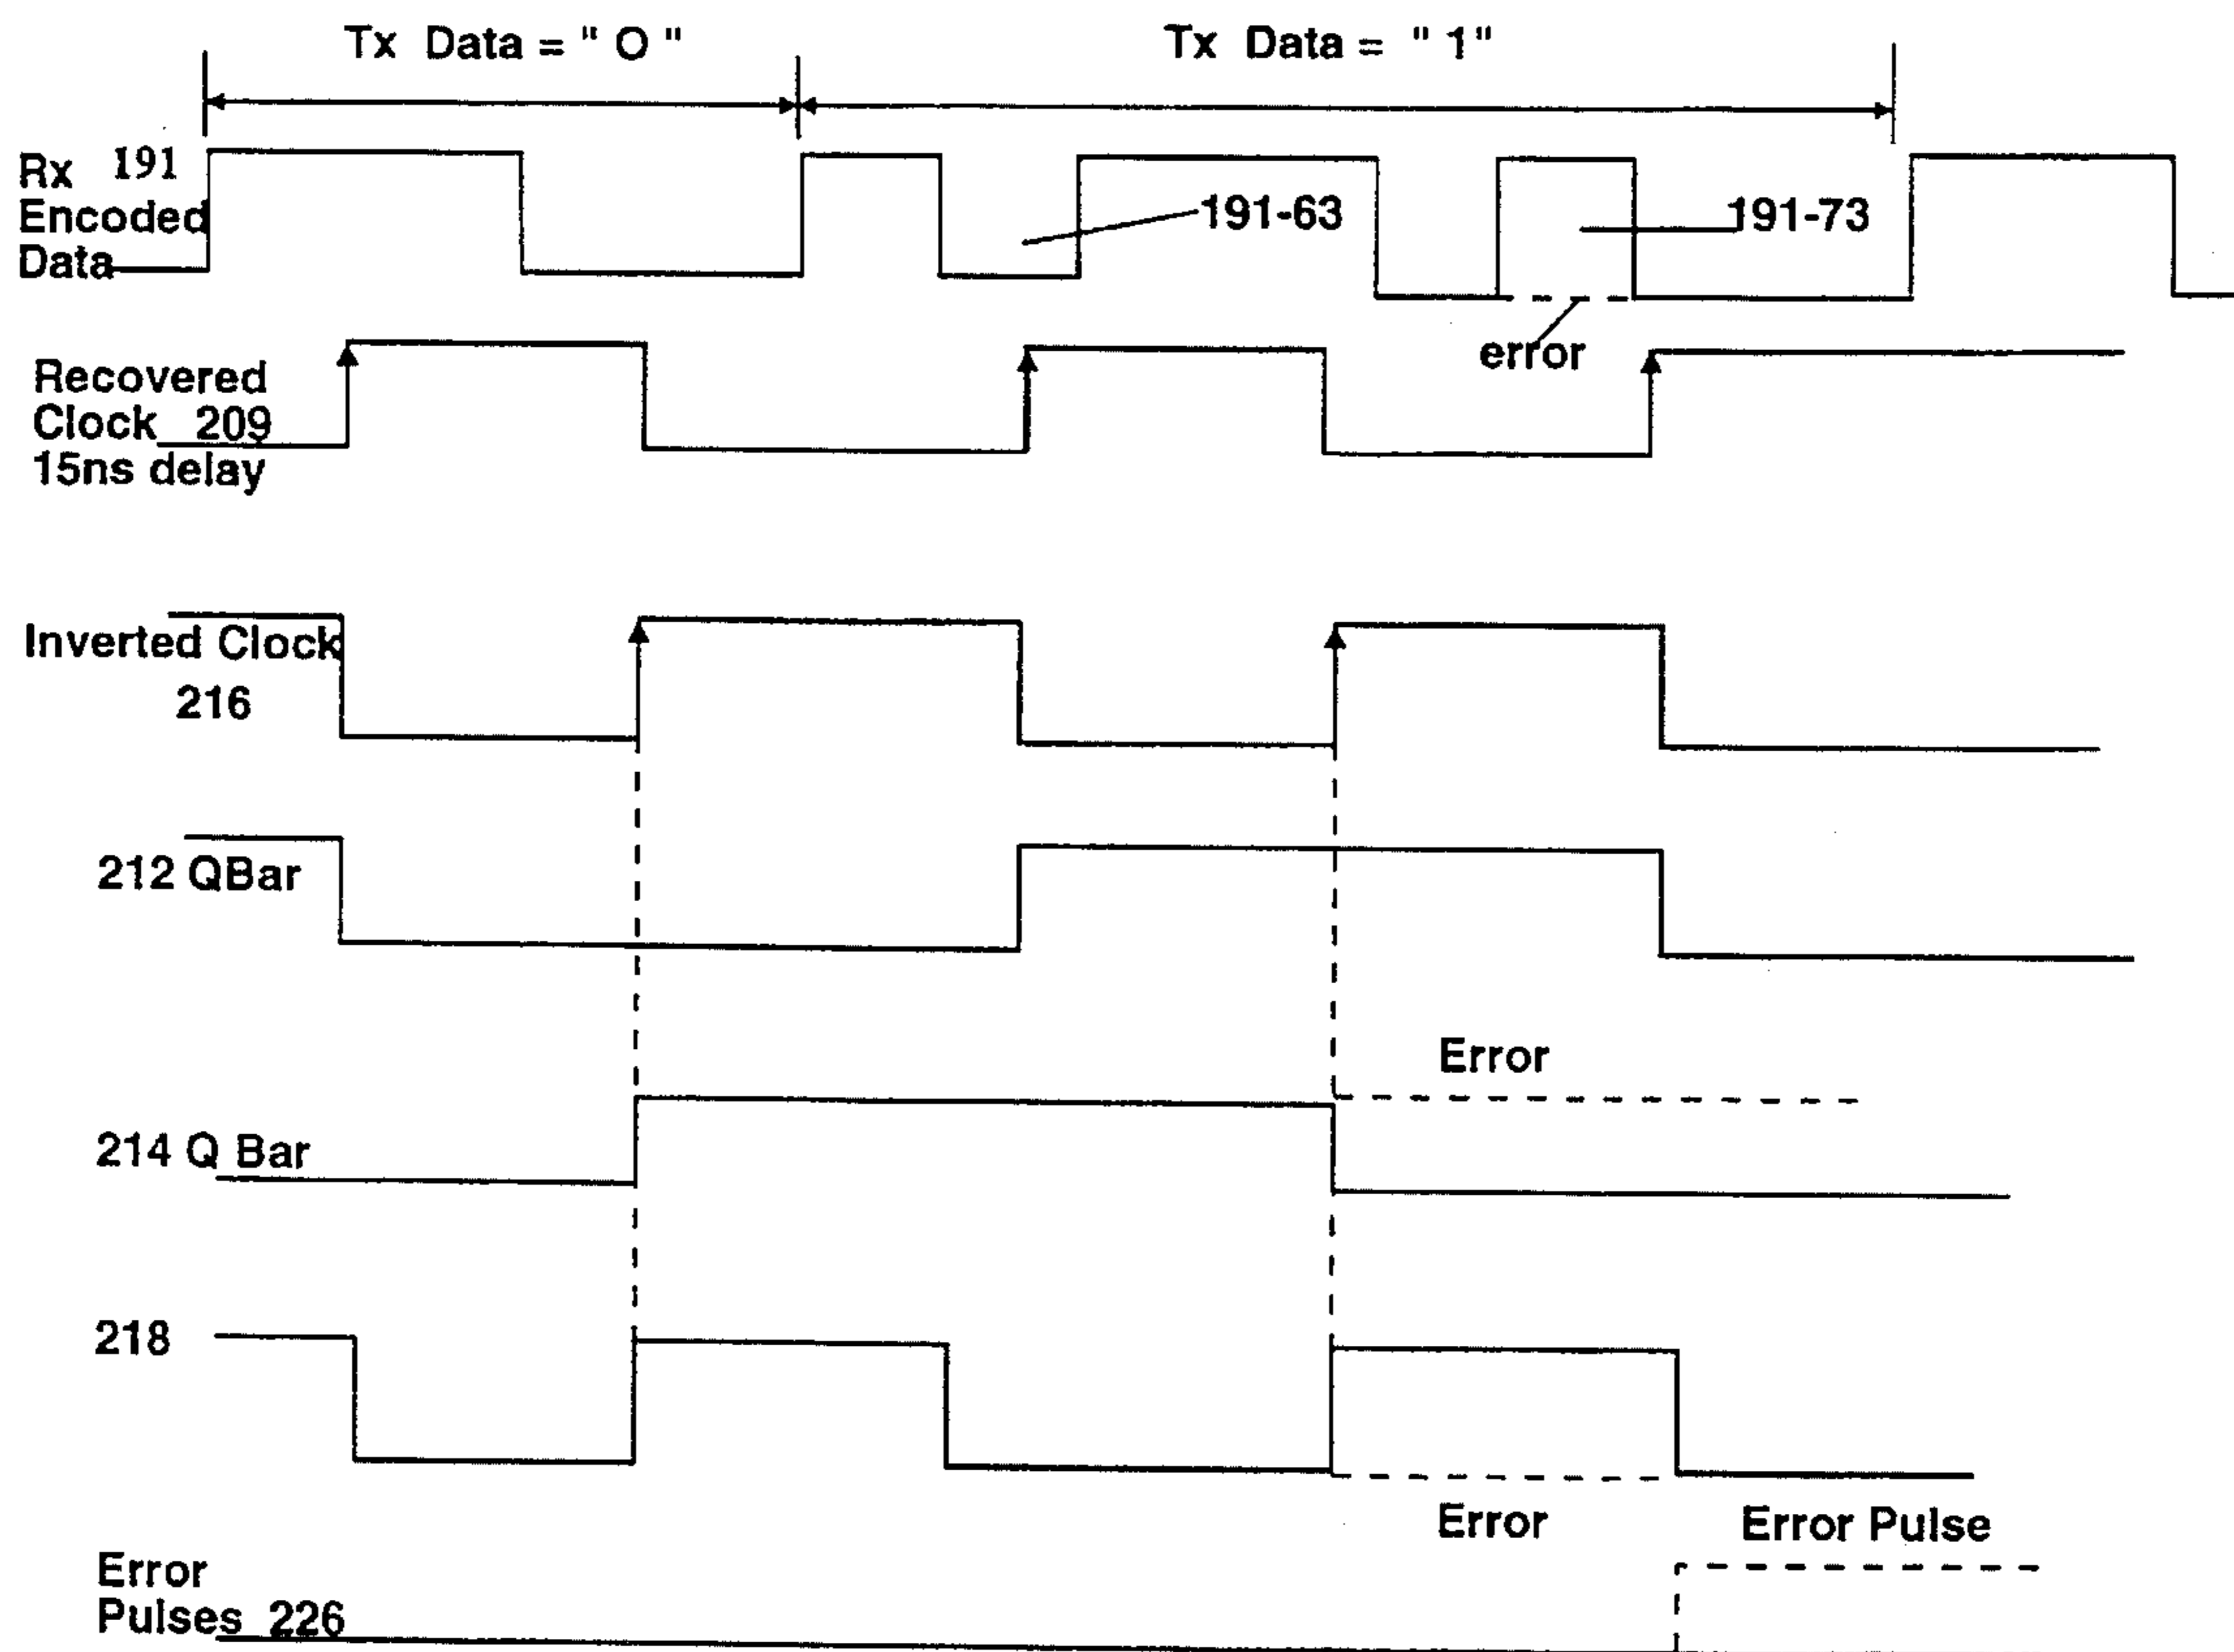 Tx Data = " O "
Tx Data = " 1"
Rx 191
Encoded
Data
191-63
191-73
error
Recovered
Clock 209
15ns delay
Inverted Clock
216
212 QBar
Error
214 Q Bar
218
Error
Error Pulse
Error
Pulses 226